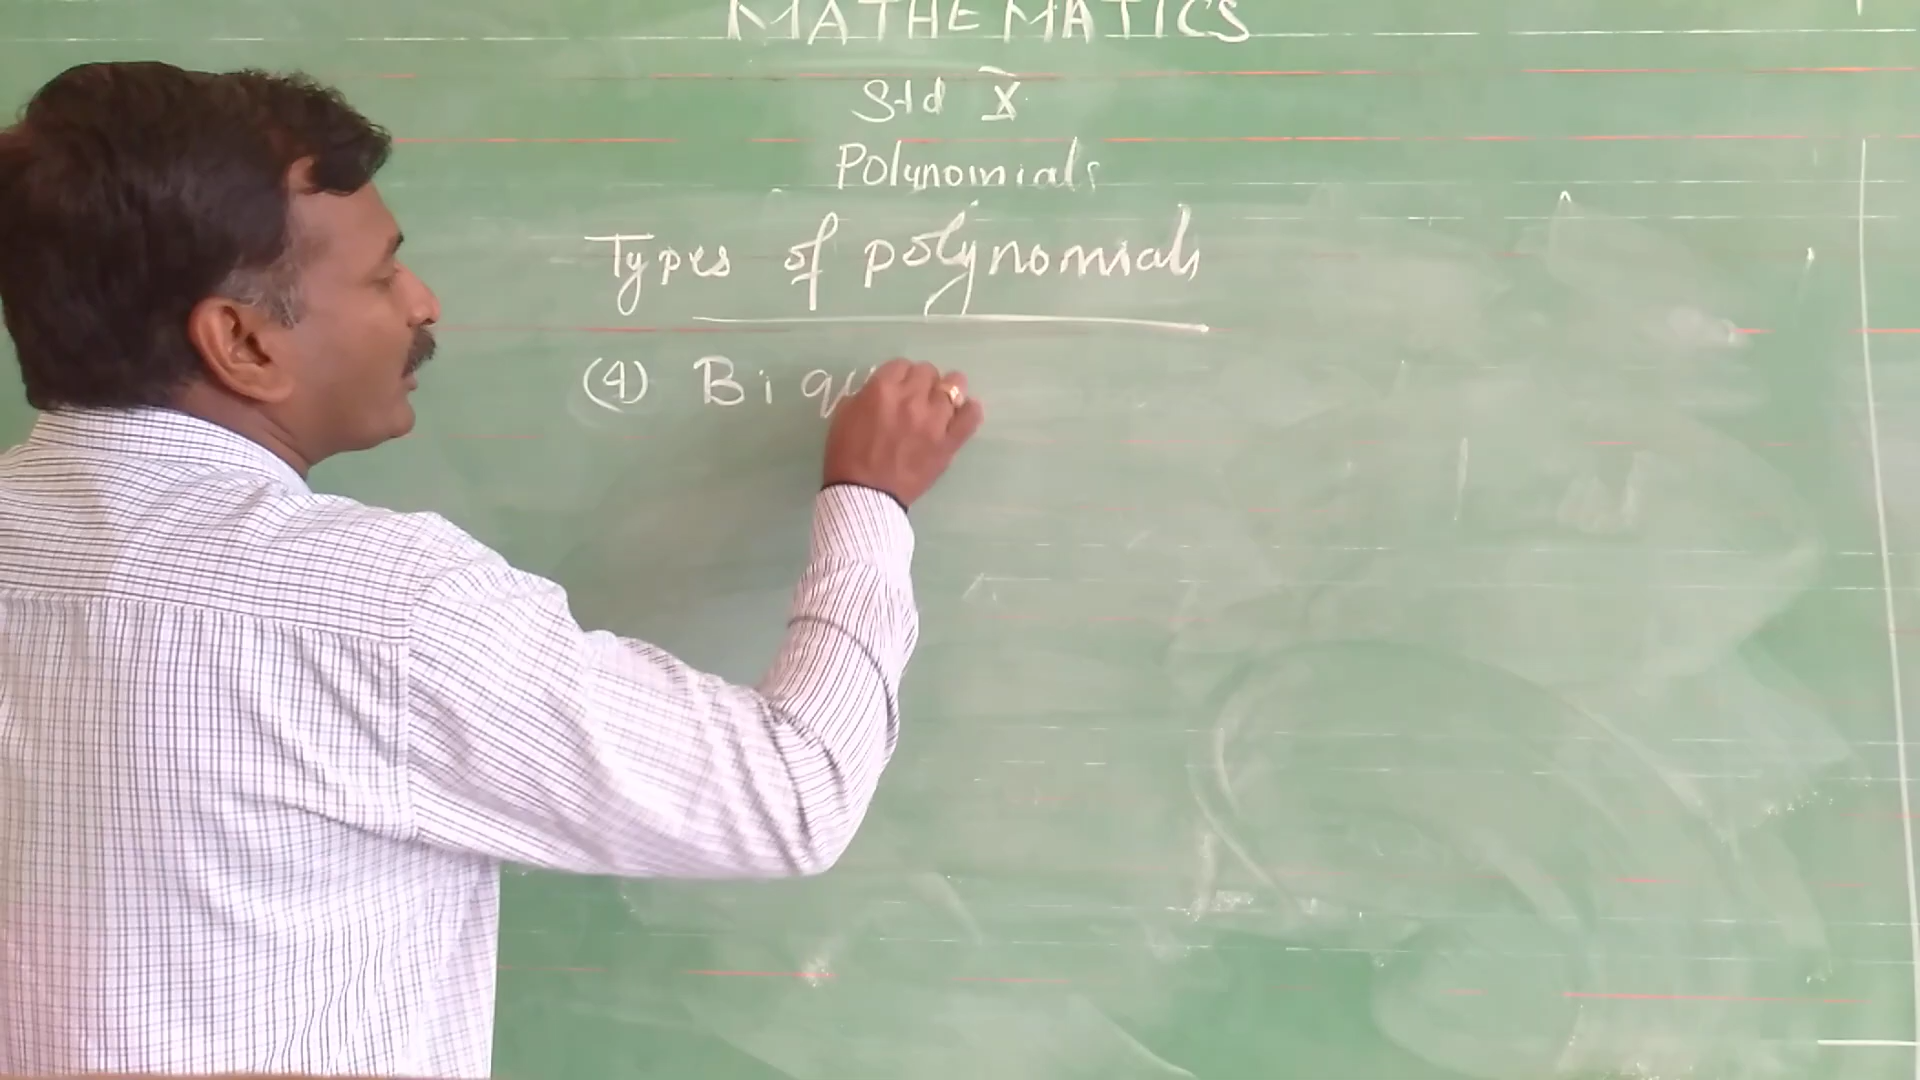 MATHEMATICS
Std X
Polynomials
Types of polynomials
(4) Bi qu